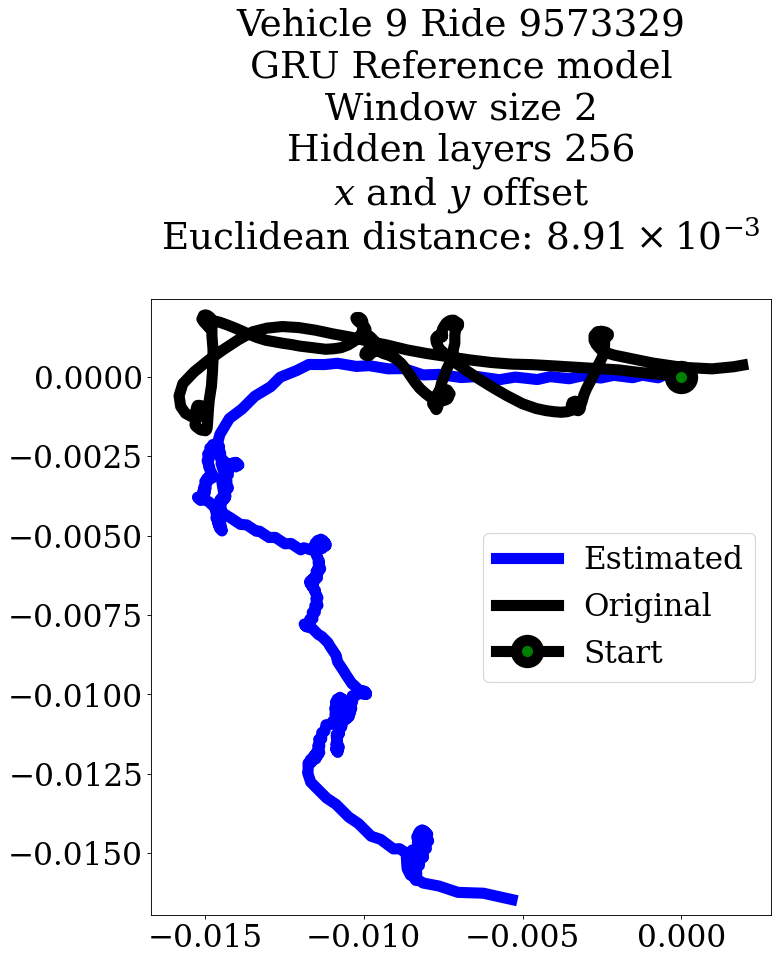 Vehicle 9 Ride 9573329
GRU Reference model
Window size 2
Hidden layers 256
x and y offset
Euclidean distance: 8.91 × 10⁻³
0.0000
−0.0025
−0.0050
−0.0075
−0.0100
−0.0125
−0.0150
Estimated
Original
Start
−0.015 −0.010 −0.005 0.000